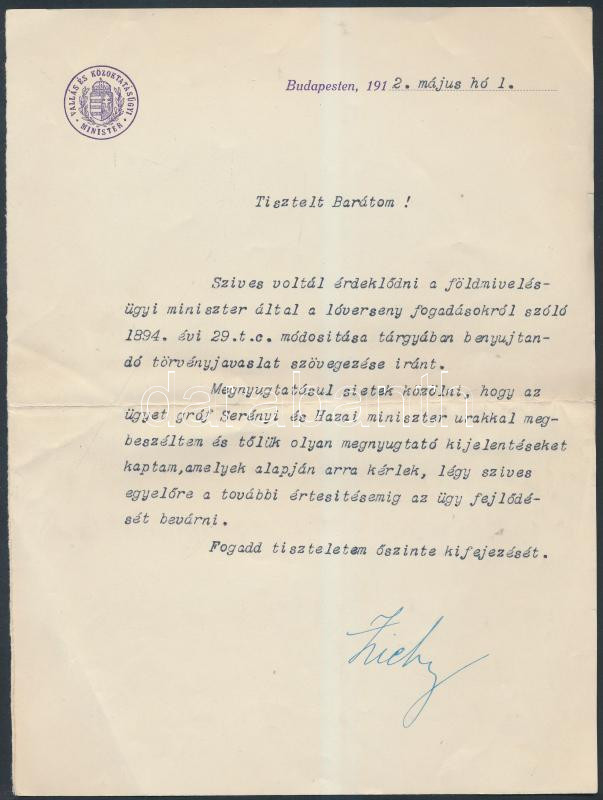 VALLÁS ÉS KÖZOKTATÁSÜGYI MINISTER
Budapesten, 1912. május hó 1.
Tisztelt Barátom !
Szives voltál érdeklődni a földmivelés-
ügyi miniszter által a lóverseny fogadásokról szóló
1894. évi 29.t.c. módositása tárgyában benyujtan-
dó törvényjavaslat szövegezése iránt.
Megnyugtatásul sietek közölni, hogy az
ügyet gróf Serényi és Hazai miniszter urakkal meg-
beszéltem és tőlük olyan megnyugtató kijelentéseket
kaptam,amelyek alapján arra kérlek, légy szives
egyelőre a további értesitésemig az ügy fejlődé-
sét bevárni.
Fogadd tiszteletem őszinte kifejezését.
Zichy
darabanth